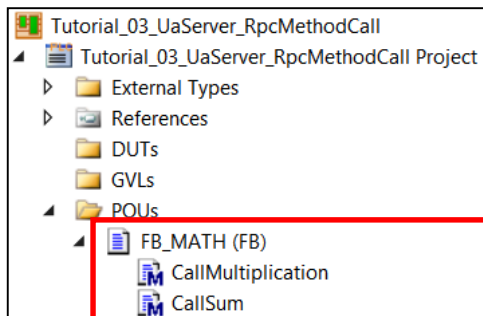 Tutorial_03_UaServer_RpcMethodCall
Tutorial_03_UaServer_RpcMethodCall Project
External Types
References
DUTs
GVLs
POUs
FB_MATH (FB)
CallMultiplication
CallSum